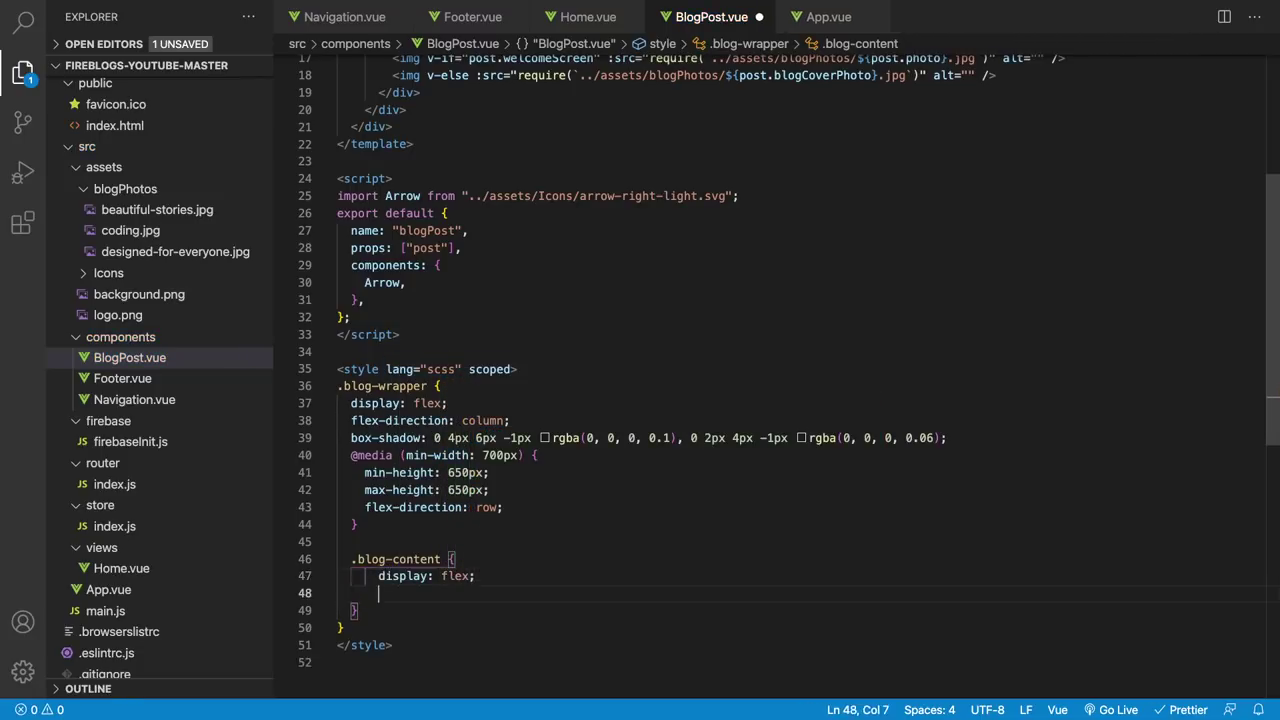 Navigation.vue
Footer.vue
Home.vue
BlogPost.vue
App.vue
EXPLORER
src > components > BlogPost.vue > {} "BlogPost.vue" > style > .blog-wrapper > .blog-content
OPEN EDITORS 1 UNSAVED
FIREBLOGS-YOUTUBE-MASTER
public
favicon.ico
index.html
src
assets
blogPhotos
beautiful-stories.jpg
coding.jpg
designed-for-everyone.jpg
Icons
background.png
logo.png
components
BlogPost.vue
Footer.vue
Navigation.vue
firebase
JS firebaseInit.js
router
JS index.js
store
JS index.js
views
Home.vue
App.vue
JS main.js
.browserslistrc
.eslintrc.js
.gitignore
OUTLINE
1
17 <img v-if="post.welcomeScreen" :src="require(`../assets/blogPhotos/${post.photo}.jpg`)" alt="" />
18 <img v-else :src="require(`../assets/blogPhotos/${post.blogCoverPhoto}.jpg`)" alt="" />
19 </div>
20 </div>
21 </div>
22 </template>
23
24 <script>
25 import Arrow from "../assets/Icons/arrow-right-light.svg";
26 export default {
27 name: "blogPost",
28 props: ["post"],
29 components: {
30 Arrow,
31 },
32 };
33 </script>
34
35 <style lang="scss" scoped>
36 .blog-wrapper {
37 display: flex;
38 flex-direction: column;
39 box-shadow: 0 4px 6px -1px rgba(0, 0, 0, 0.1), 0 2px 4px -1px rgba(0, 0, 0, 0.06);
40 @media (min-width: 700px) {
41 min-height: 650px;
42 max-height: 650px;
43 flex-direction: row;
44 }
45
46 .blog-content {
47 display: flex;
48
49 }
50 }
51 </style>
52
0 0
Ln 48, Col 7
Spaces: 4
UTF-8
LF
Vue
Go Live
Prettier